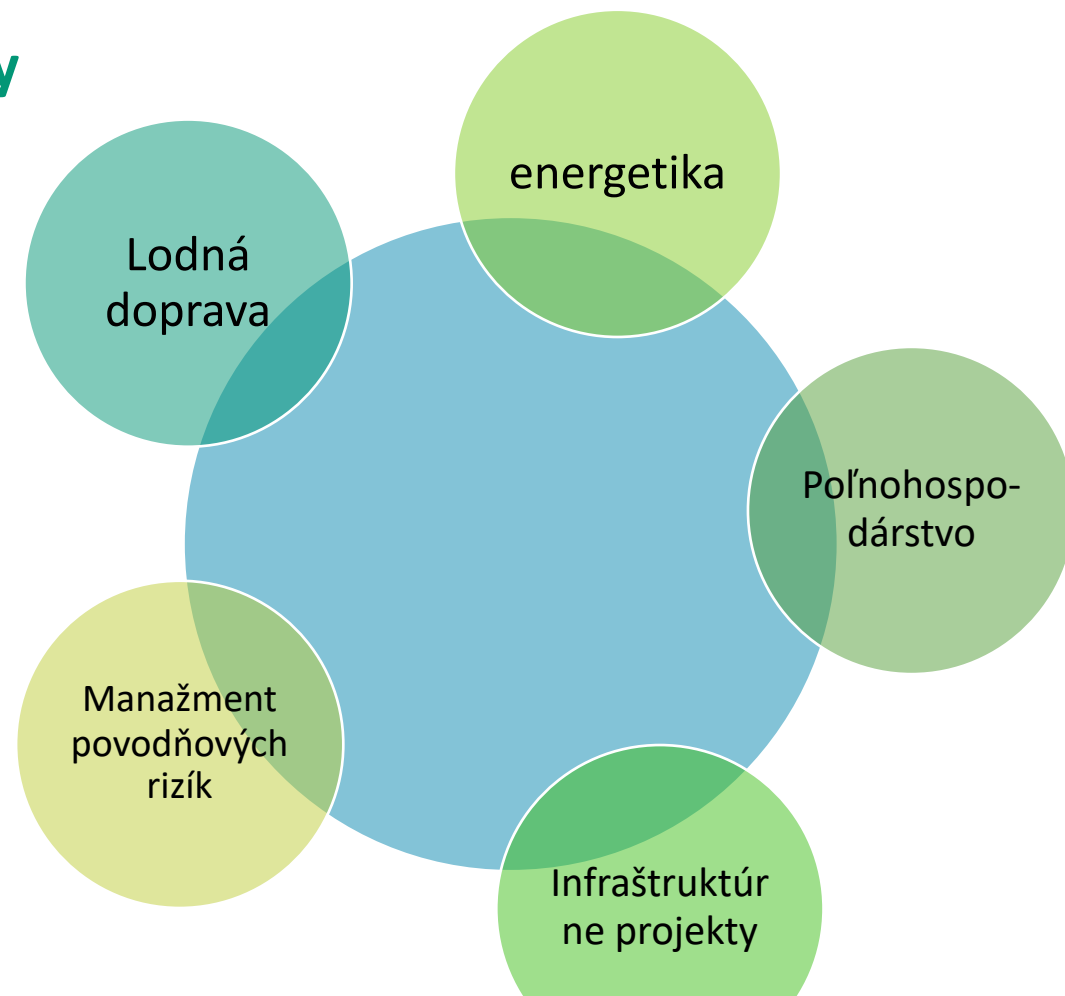 y
energetika
Lodná
doprava
Poľnohospo-
dárstvo
Manažment
povodňových
rizík
Infraštruktúr
ne projekty